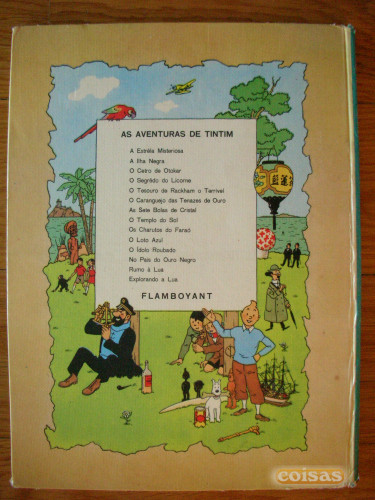 AS AVENTURAS DE TINTIM
A Estrêla Misteriosa
A Ilha Negra
O Cetro de Otokar
O Segrêdo do Licorne
O Tesouro de Rackham o Terrível
O Caranguejo das Tenazes de Ouro
As Sete Bolas de Cristal
O Templo do Sol
Os Charutos do Faraó
O Loto Azul
O Ídolo Roubado
No País do Ouro Negro
Rumo à Lua
Explorando a Lua
FLAMBOYANT
coisas